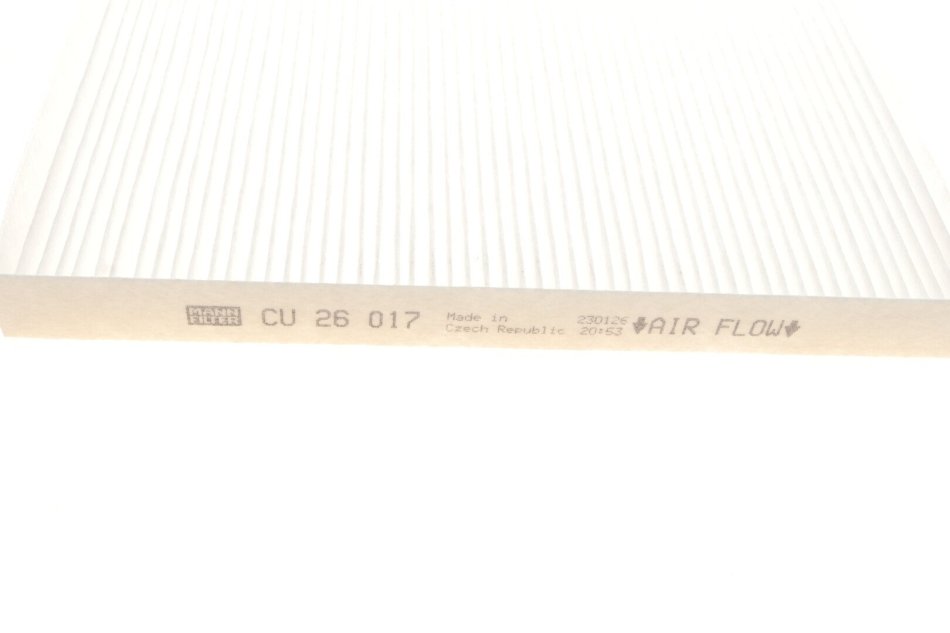 MANN
FILTER
CU 26 017
Made in
Czech Republic
230126
20:53
AIR FLOW